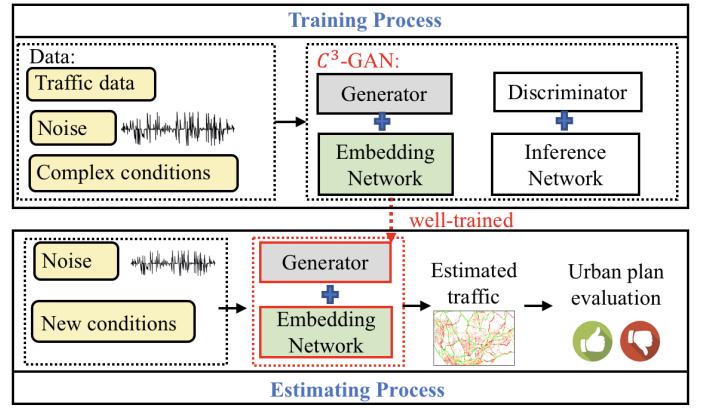 Training Process
Data:
Traffic data
Noise
Complex conditions
C³-GAN:
Generator
Embedding
Network
Discriminator
Inference
Network
well-trained
Noise
New conditions
Generator
Embedding
Network
Estimated
traffic
Urban plan
evaluation
Estimating Process